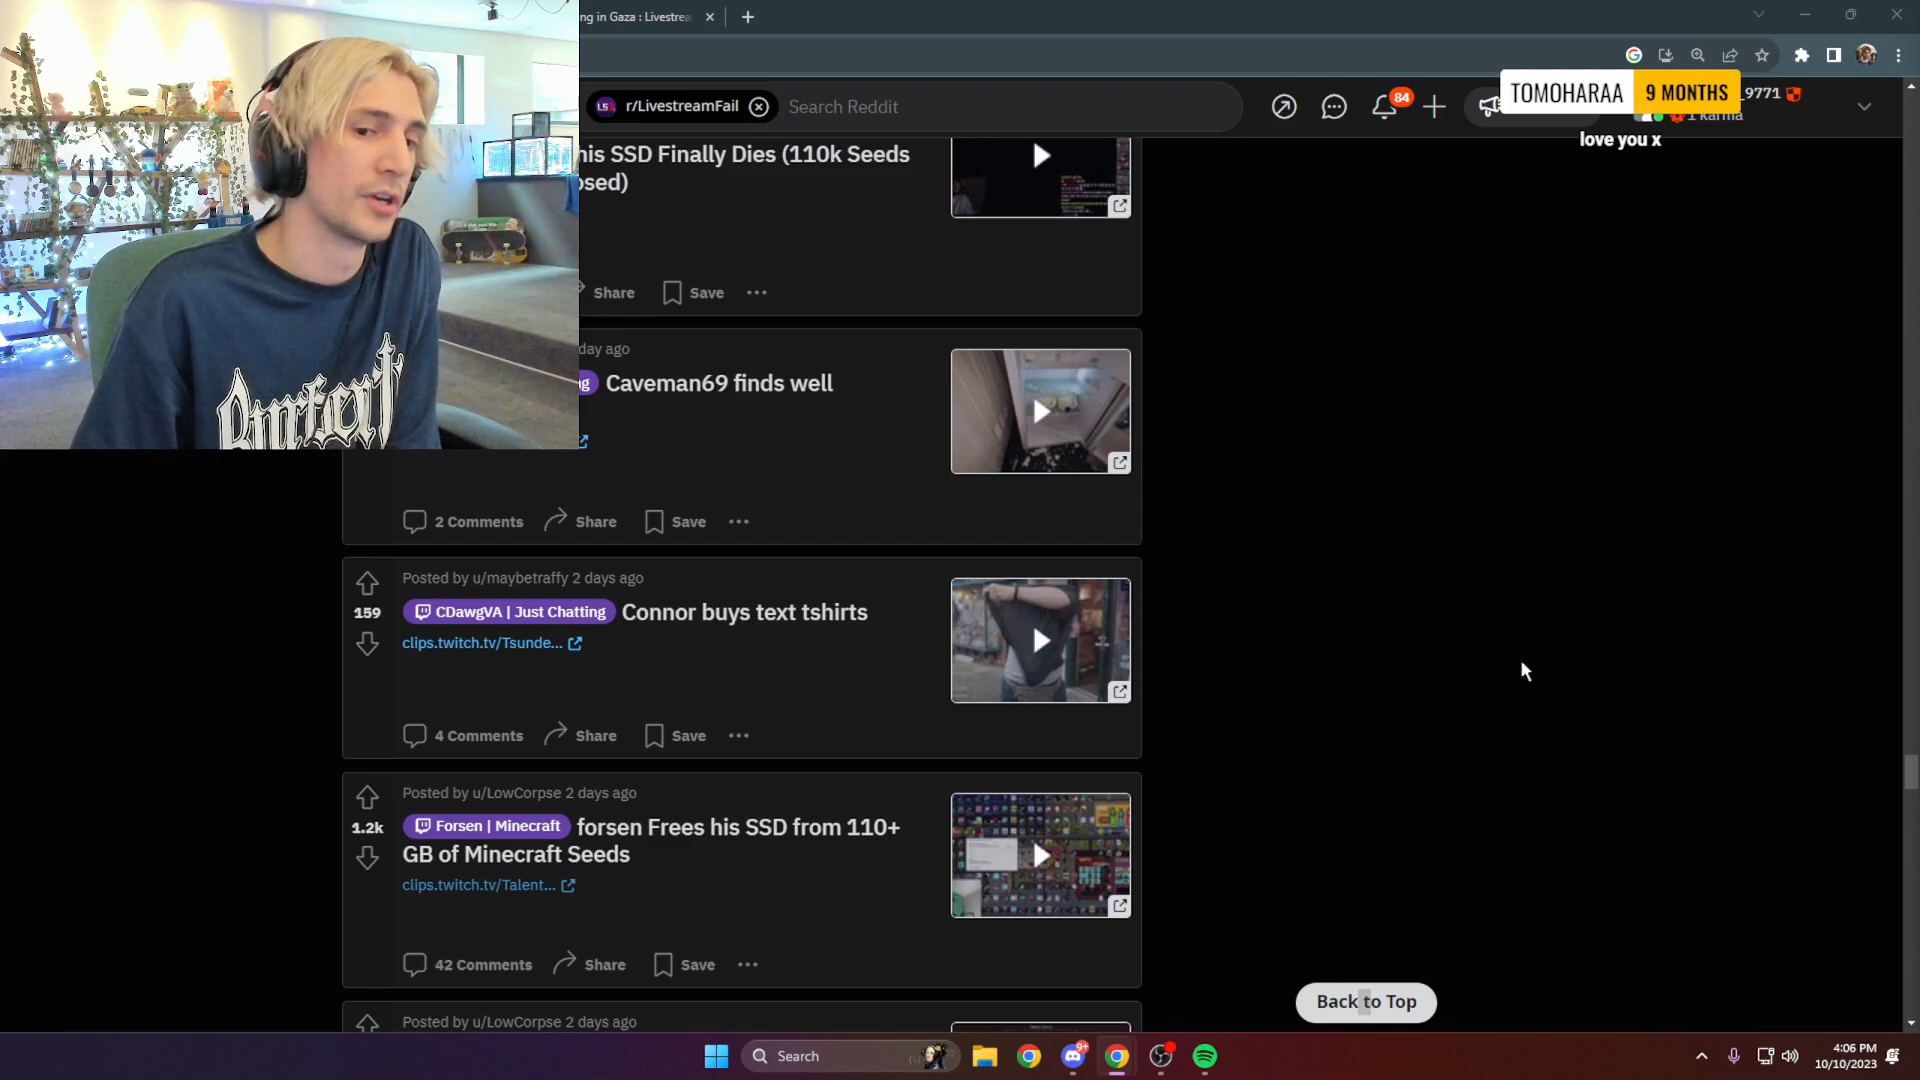 ng in Gaza : Livestrea
r/LivestreamFail
Search Reddit
84
TOMOHARAA 9 MONTHS
_9771
1 karma
love you x
his SSD Finally Dies (110k Seeds
osed)
Share
Save
day ago
Caveman69 finds well
2 Comments
Share
Save
Posted by u/maybetraffy 2 days ago
159
CDawgVA | Just Chatting Connor buys text tshirts
clips.twitch.tv/Tsunde...
4 Comments
Share
Save
Posted by u/LowCorpse 2 days ago
1.2k
Forsen | Minecraft forsen Frees his SSD from 110+
GB of Minecraft Seeds
clips.twitch.tv/Talent...
42 Comments
Share
Save
Posted by u/LowCorpse 2 days ago
Back to Top
Search
9+
4:06 PM
10/10/2023